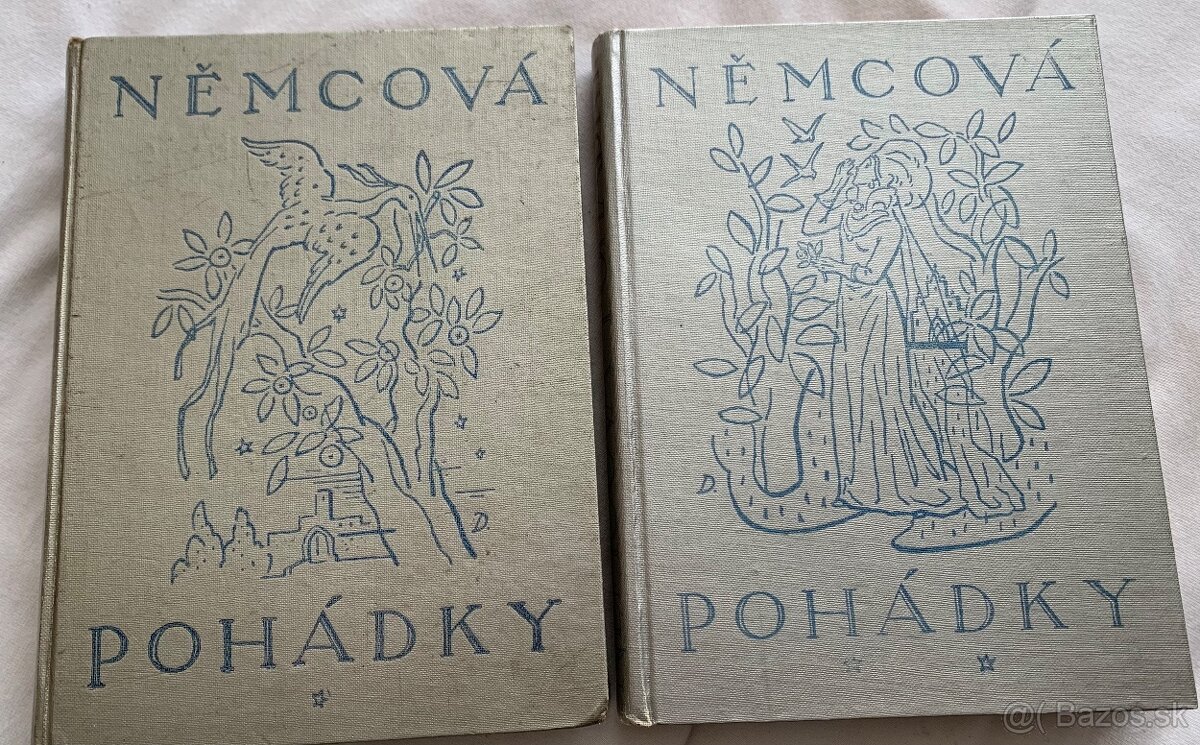 NĚMCOVÁ
D.
POHÁDKY
NĚMCOVÁ
D.
POHÁDKY
@( Bazos.sk